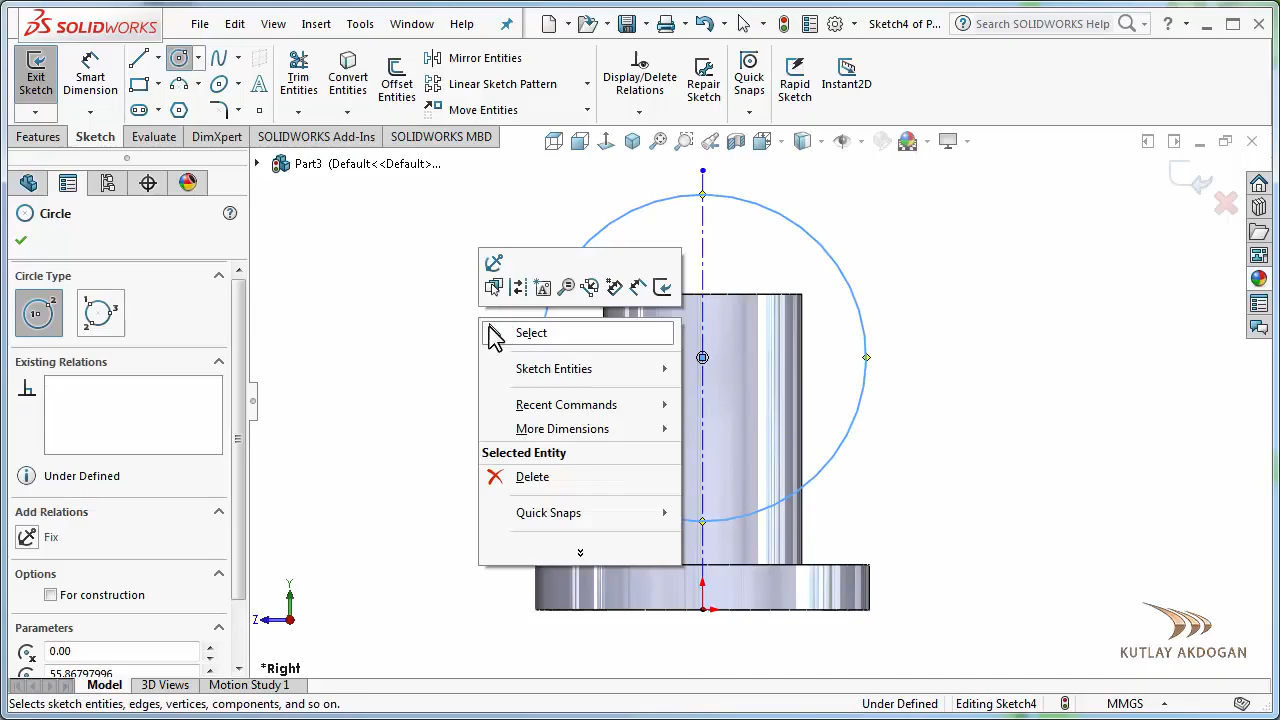 SOLIDWORKS
File Edit View Insert Tools Window Help
Sketch4 of P...
Search SOLIDWORKS Help
Exit Sketch
Smart Dimension
Trim Entities
Convert Entities
Offset Entities
Mirror Entities
Linear Sketch Pattern
Move Entities
Display/Delete Relations
Repair Sketch
Quick Snaps
Rapid Sketch
Instant2D
Features Sketch Evaluate DimXpert SOLIDWORKS Add-Ins SOLIDWORKS MBD
Part3 (Default<<Default>...
Circle
Circle Type
Existing Relations
Under Defined
Add Relations
Fix
Options
For construction
Parameters
0.00
55.86797996
Select
Sketch Entities
Recent Commands
More Dimensions
Selected Entity
Delete
Quick Snaps
Y
Z
*Right
KUTLAY AKDOGAN
Model 3D Views Motion Study 1
Selects sketch entities, edges, vertices, components, and so on.
Under Defined Editing Sketch4 MMGS